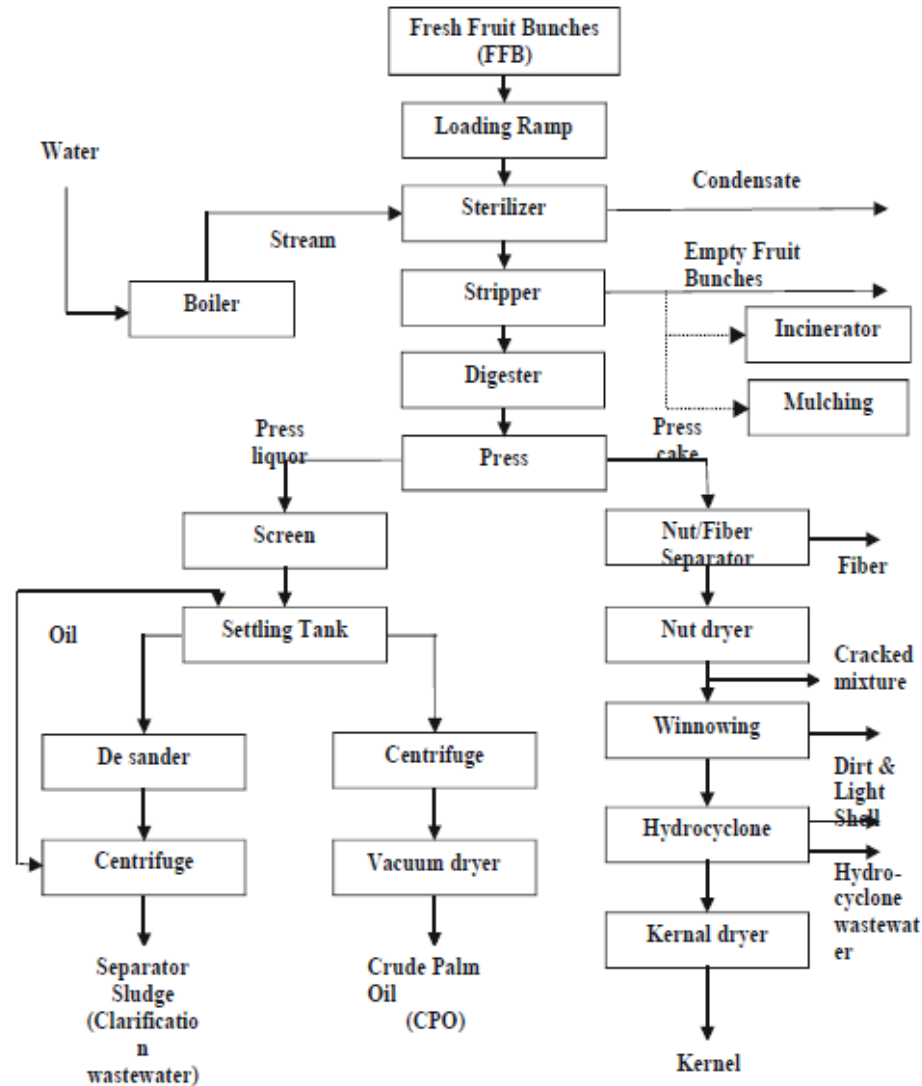 Fresh Fruit Bunches
(FFB)
Loading Ramp
Water
Condensate
Sterilizer
Stream
Empty Fruit
Bunches
Boiler
Stripper
Incinerator
Digester
Mulching
Press
liquor
Press
cake
Press
Screen
Nut/Fiber
Separator
Fiber
Oil
Settling Tank
Nut dryer
Cracked
mixture
Winnowing
De sander
Centrifuge
Dirt &
Light
Shell
Hydrocyclone
Centrifuge
Vacuum dryer
Hydro-
cyclone
wastewat
er
Kernal dryer
Separator
Sludge
(Clarificatio
n
wastewater)
Crude Palm
Oil
(CPO)
Kernel